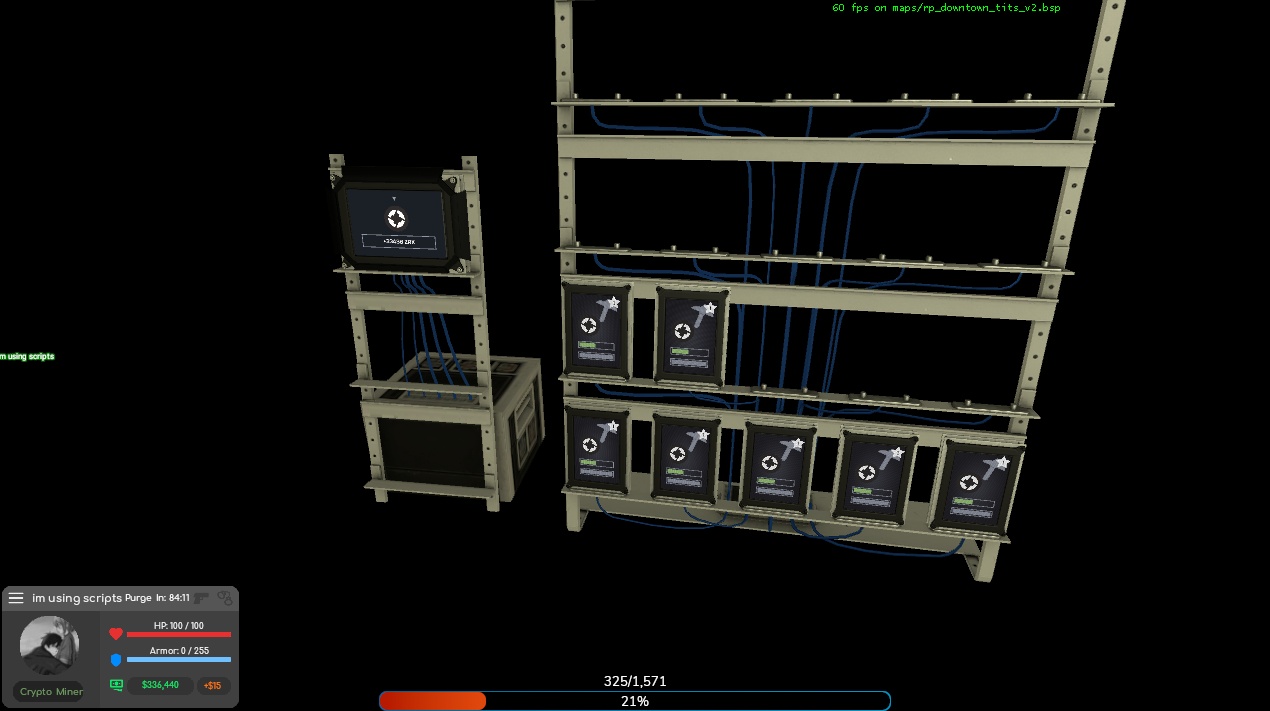 60 fps on maps/rp_downtown_tits_v2.bsp
m using scripts
im using scripts Purge In: 84:11
HP: 100 / 100
Armor: 0 / 255
$336,440 +$15
Crypto Miner
325/1,571
21%